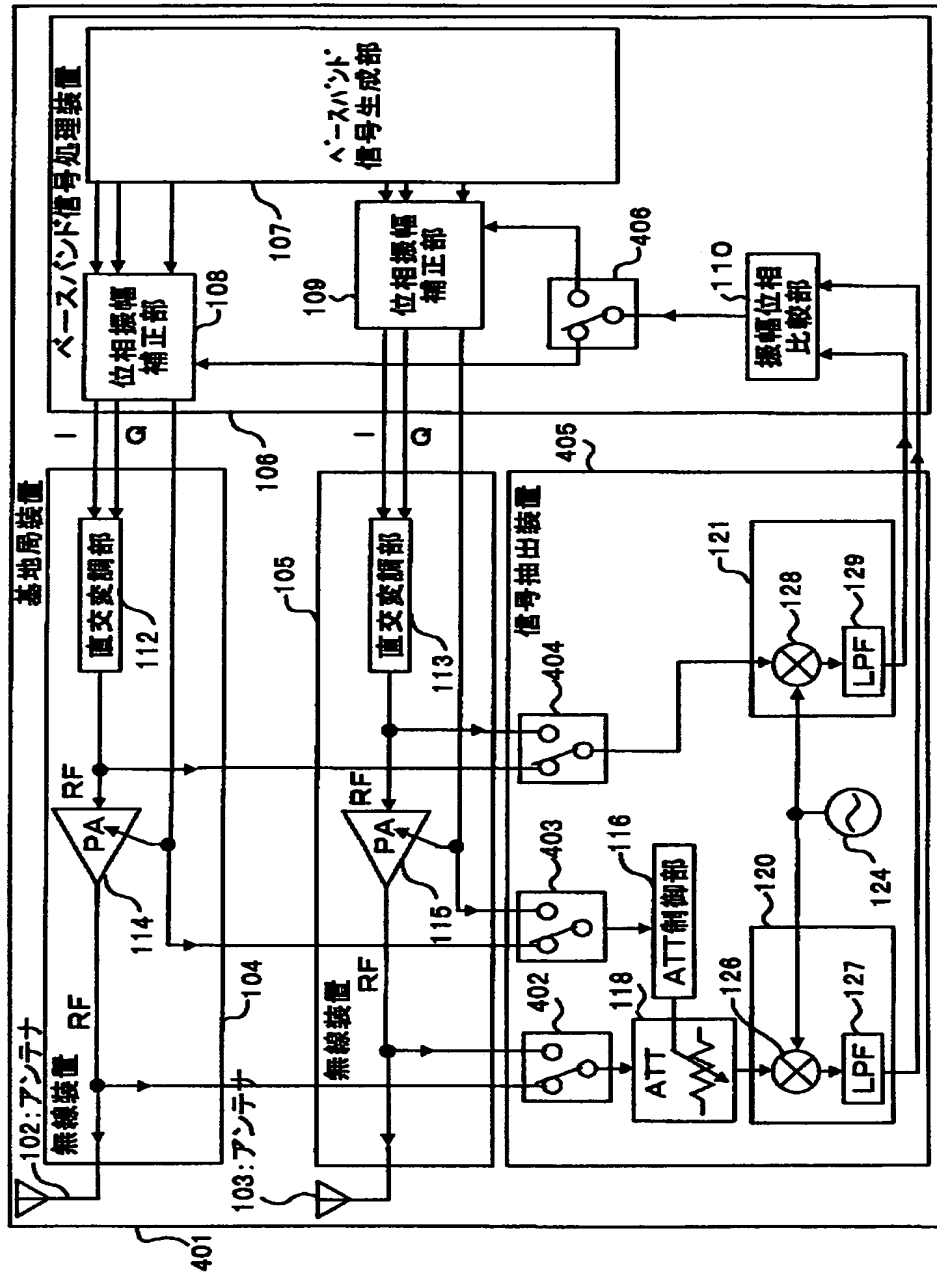 基地局装置
401
102:アンテナ
無線装置
104
RF
PA
114
RF
直交変調部
112
I
Q
106
ベースバンド信号処理装置
位相振幅
補正部
108
ベースバンド
信号生成部
107
103:アンテナ
無線装置
105
RF
PA
115
RF
直交変調部
113
I
Q
位相振幅
補正部
109
406
振幅位相
比較部
110
信号抽出装置
405
402
403
404
ATT
118
ATT制御部
116
120
126
LPF
127
124
121
128
LPF
129